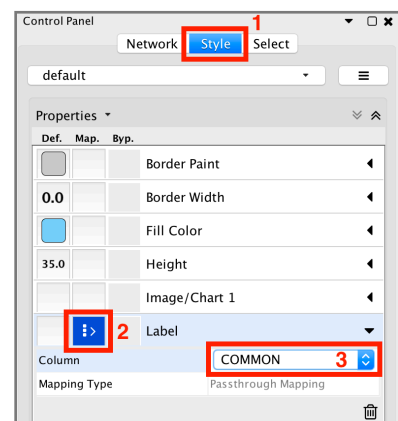 Control Panel
1
Network Style Select
default
Properties
Def. Map. Byp.
Border Paint
0.0 Border Width
Fill Color
35.0 Height
Image/Chart 1
2 Label
Column COMMON 3
Mapping Type Passthrough Mapping